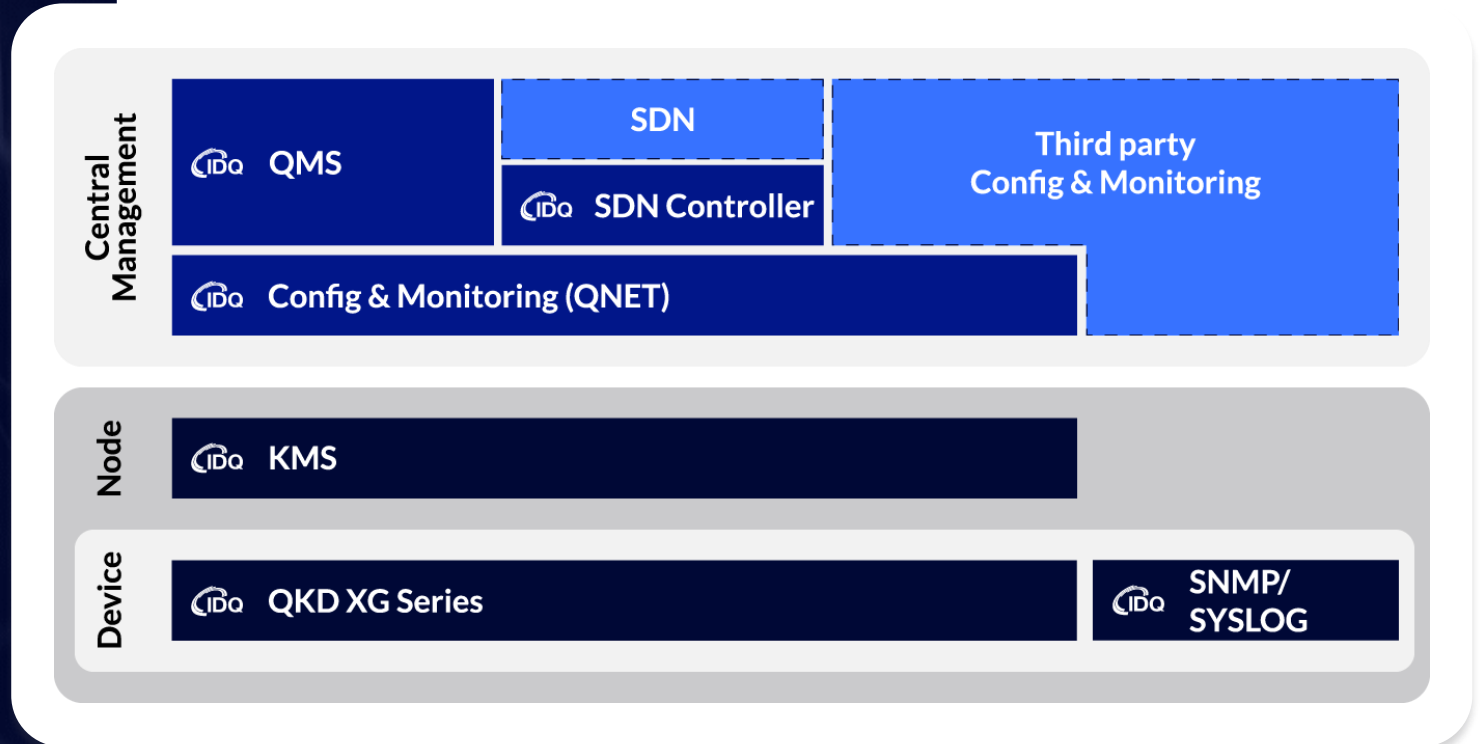 Central
Management
IDQ QMS
SDN
IDQ SDN Controller
Third party
Config & Monitoring
IDQ Config & Monitoring (QNET)
Node
IDQ KMS
Device
IDQ QKD XG Series
IDQ SNMP/
SYSLOG